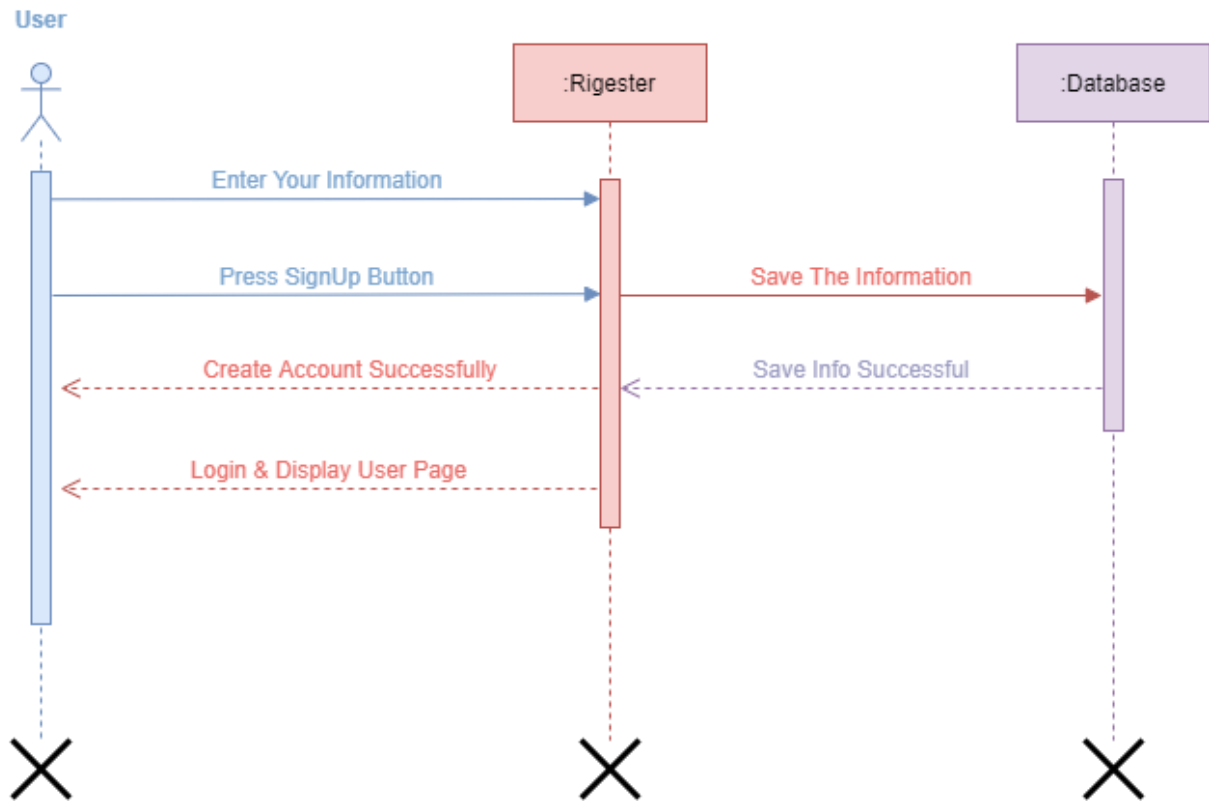 User
:Rigester
:Database
Enter Your Information
Press SignUp Button
Save The Information
Create Account Successfully
Save Info Successful
Login & Display User Page